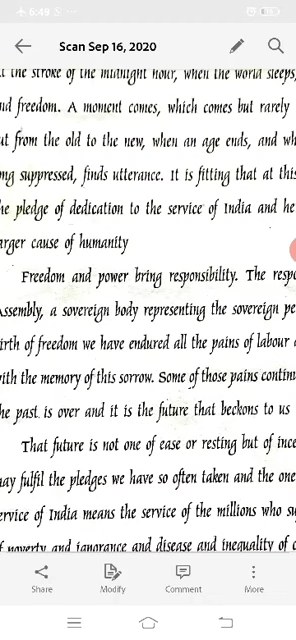 6:49
Scan Sep 16, 2020
the stroke of the midnight hour, when the world sleeps,
nd freedom. A moment comes, which comes but rarely
ut from the old to the new, when an age ends, and wh
ng suppressed, finds utterance. It is fitting that at this
he pledge of dedication to the service of India and he
arger cause of humanity
Freedom and power bring responsibility. The respo
Assembly, a sovereign body representing the sovereign pe
irth of freedom we have endured all the pains of labour a
ith the memory of this sorrow. Some of those pains continu
he past is over and it is the future that beckons to us
That future is not one of ease or resting but of ince
may fulfil the pledges we have so often taken and the one
ervice of India means the service of the millions who su
f poverty and ignorance and disease and inequality of o
Share Modify Comment More